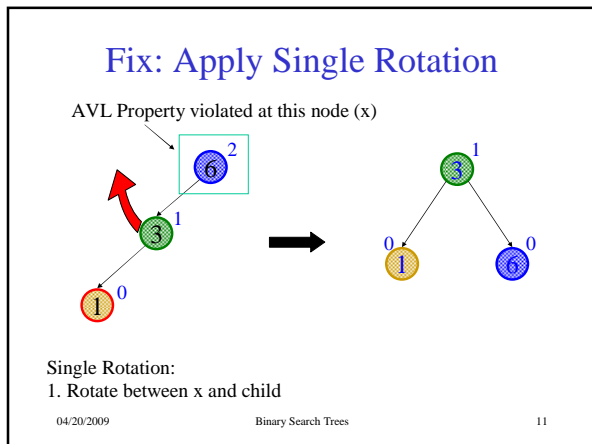 Fix: Apply Single Rotation
AVL Property violated at this node (x)
2
6
1
3
0
1
1
3
0
1
0
6
Single Rotation:
1. Rotate between x and child
04/20/2009 Binary Search Trees 11